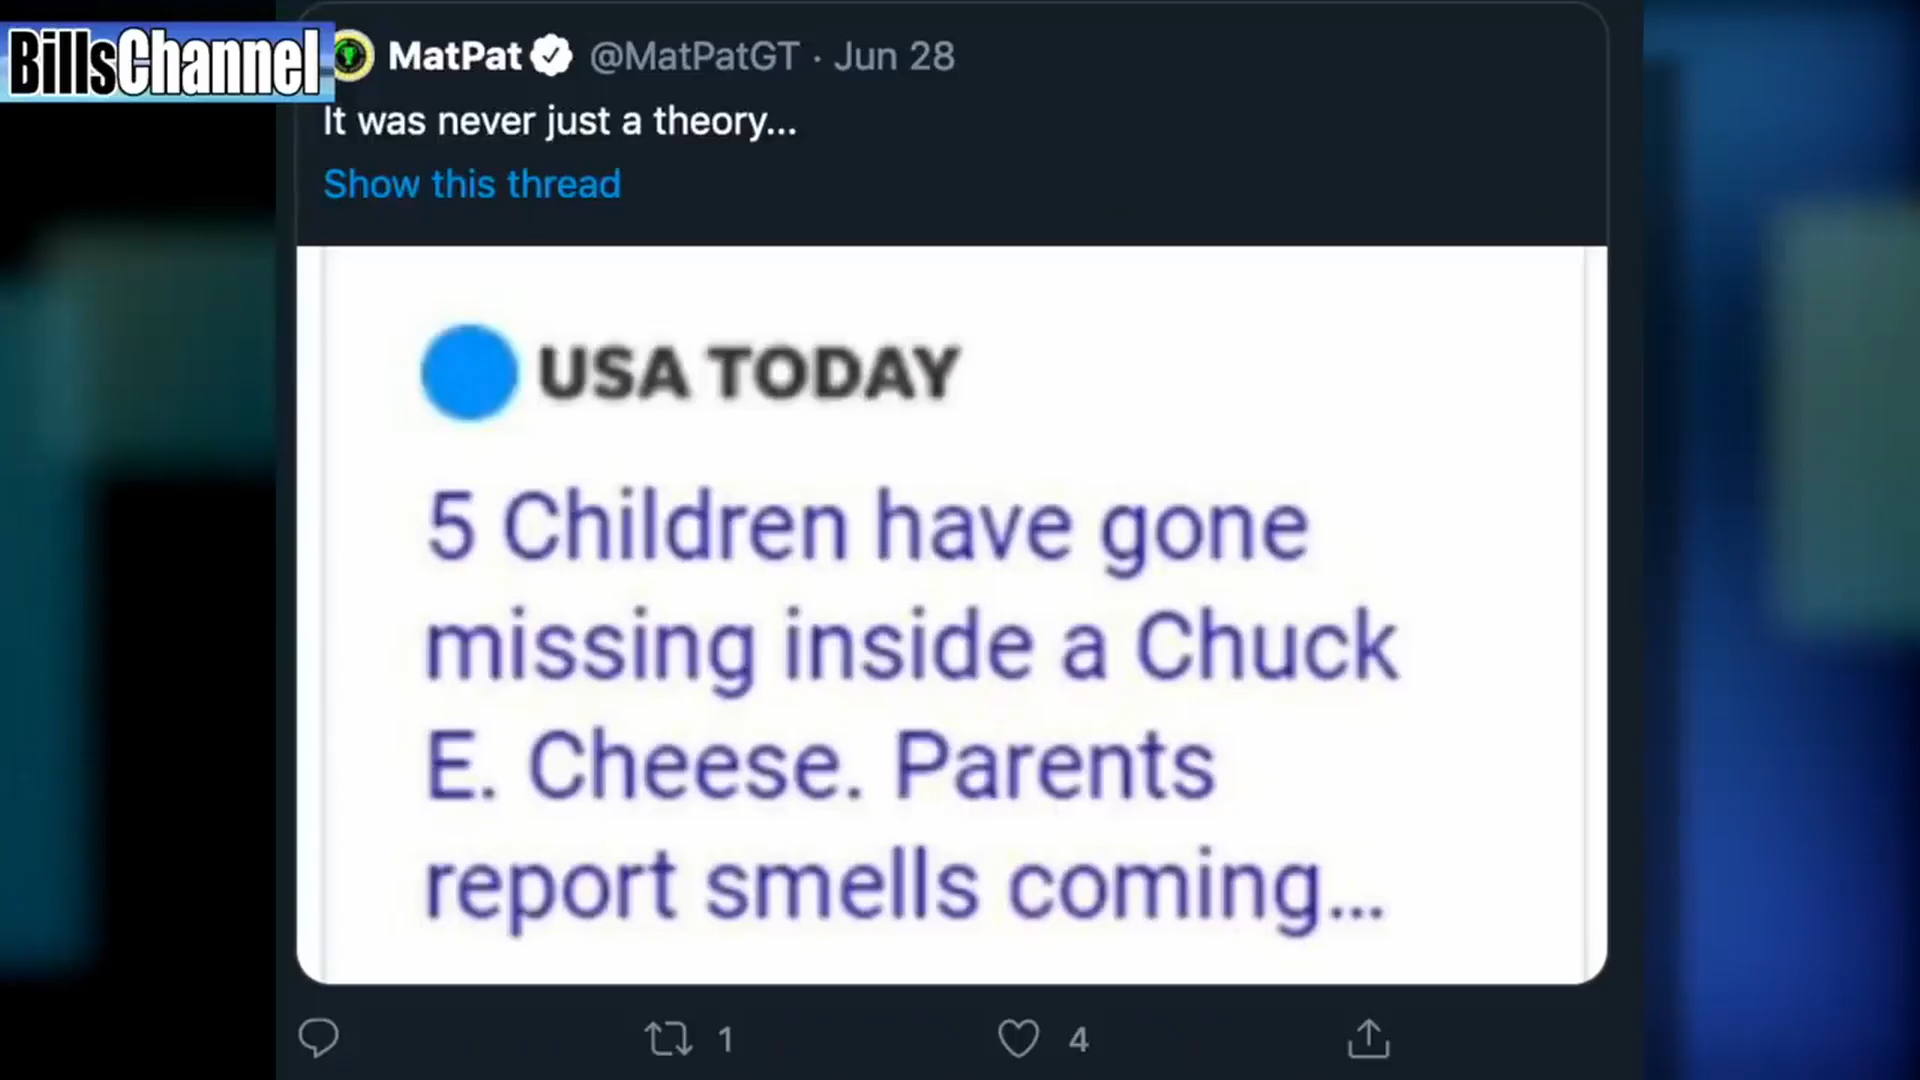 BillsChannel
MatPat @MatPatGT · Jun 28
It was never just a theory...
Show this thread
USA TODAY
5 Children have gone
missing inside a Chuck
E. Cheese. Parents
report smells coming...
1 4